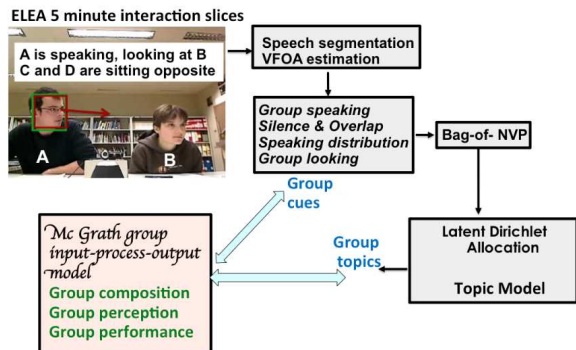 ELEA 5 minute interaction slices
A is speaking, looking at B
C and D are sitting opposite
A
B
Speech segmentation
VFOA estimation
Group speaking
Silence & Overlap
Speaking distribution
Group looking
Bag-of- NVP
Group
cues
Mc Grath group
input-process-output
model
Group composition
Group perception
Group performance
Group
topics
Latent Dirichlet
Allocation
Topic Model